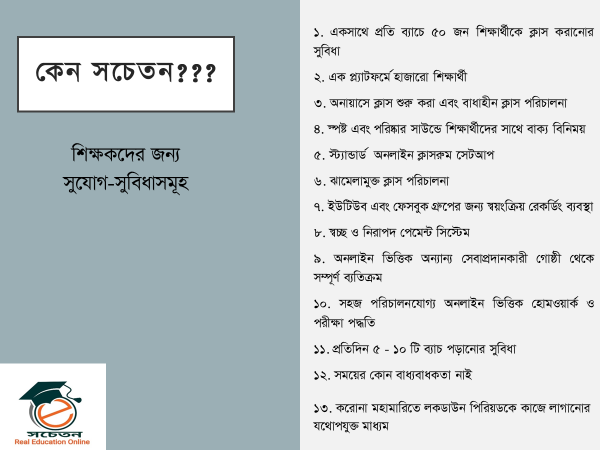 কেন সচেতন???
শিক্ষকদের জন্য
সুযোগ-সুবিধাসমূহ
১. একসাথে প্রতি ব্যাচে ৫০ জন শিক্ষার্থীকে ক্লাস করানোর
সুবিধা
২. এক প্ল্যাটফর্মে হাজারো শিক্ষার্থী
৩. অনায়াসে ক্লাস শুরু করা এবং বাধাহীন ক্লাস পরিচালনা
৪. স্পষ্ট এবং পরিষ্কার সাউন্ডে শিক্ষার্থীদের সাথে বাক্য বিনিময়
৫. স্ট্যান্ডার্ড অনলাইন ক্লাসরুম সেটআপ
৬. ঝামেলামুক্ত ক্লাস পরিচালনা
৭. ইউটিউব এবং ফেসবুক গ্রুপের জন্য স্বয়ংক্রিয় রেকর্ডিং ব্যবস্থা
৮. স্বচ্ছ ও নিরাপদ পেমেন্ট সিস্টেম
৯. অনলাইন ভিত্তিক অন্যান্য সেবাপ্রদানকারী গোষ্ঠী থেকে
সম্পূর্ণ ব্যতিক্রম
১০. সহজ পরিচালনযোগ্য অনলাইন ভিত্তিক হোমওয়ার্ক ও
পরীক্ষা পদ্ধতি
১১. প্রতিদিন ৫ - ১০ টি ব্যাচ পড়ানোর সুবিধা
১২. সময়ের কোন বাধ্যবাধকতা নাই
১৩. করোনা মহামারিতে লকডাউন পিরিয়ডকে কাজে লাগানোর
যথোপযুক্ত মাধ্যম
সচেতন
Real Education Online